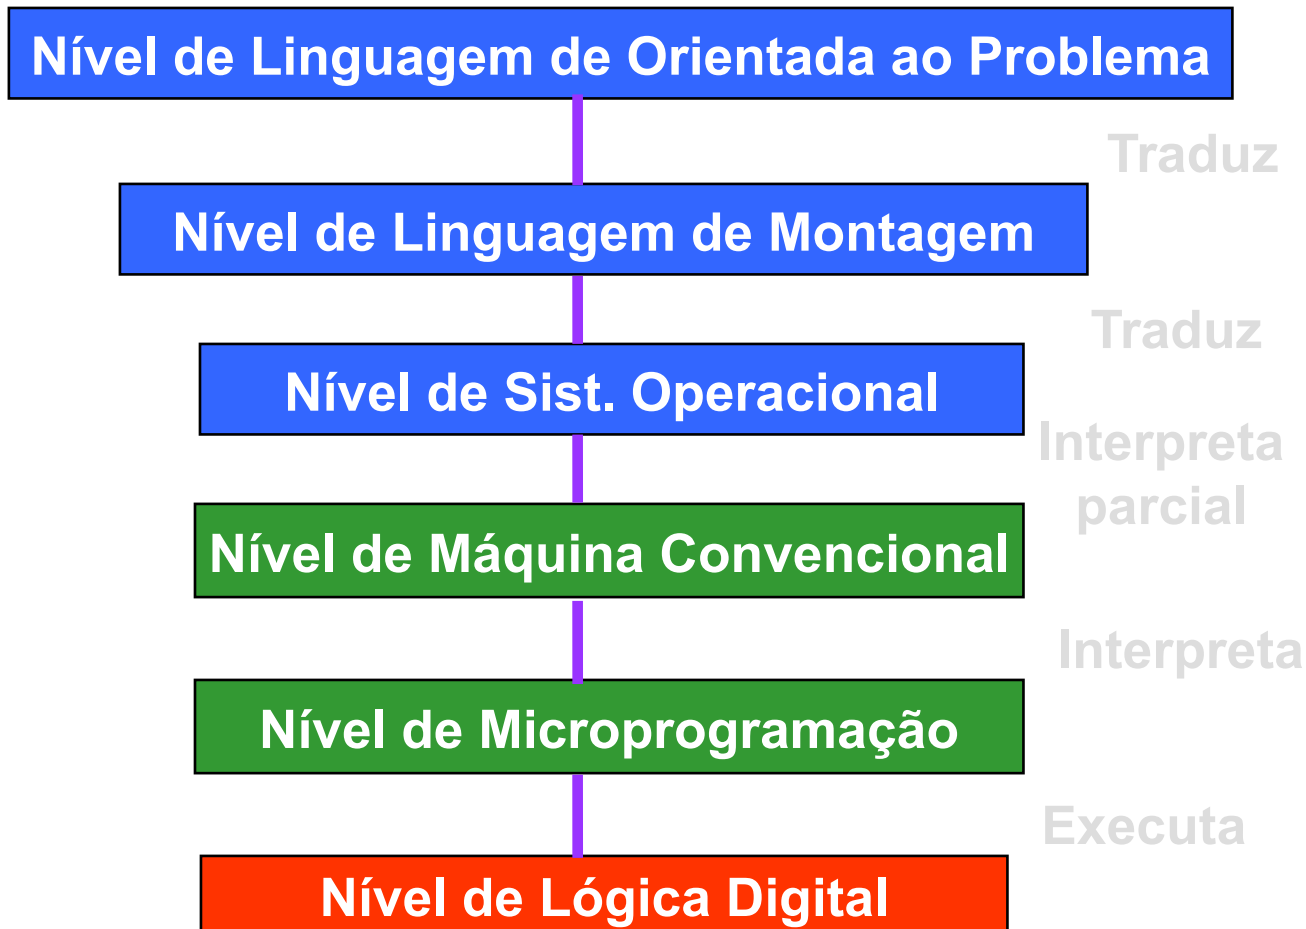 Nível de Linguagem de Orientada ao Problema
Traduz
Nível de Linguagem de Montagem
Traduz
Nível de Sist. Operacional
Interpreta
parcial
Nível de Máquina Convencional
Interpreta
Nível de Microprogramação
Executa
Nível de Lógica Digital